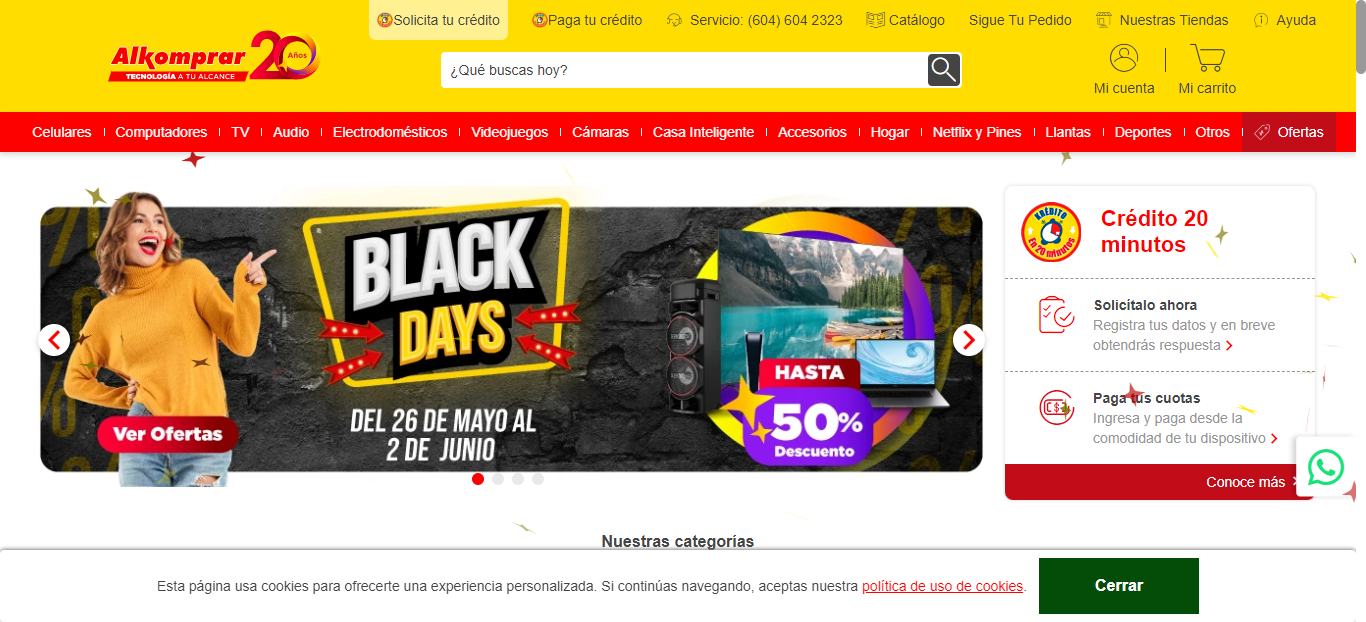 Solicita tu crédito
Paga tu crédito
Servicio: (604) 604 2323
Catálogo
Sigue Tu Pedido
Nuestras Tiendas
Ayuda
Alkomprar
TECNOLOGÍA A TU ALCANCE
20 Años
¿Qué buscas hoy?
Mi cuenta
Mi carrito
Celulares
Computadores
TV
Audio
Electrodomésticos
Videojuegos
Cámaras
Casa Inteligente
Accesorios
Hogar
Netflix y Pines
Llantas
Deportes
Otros
Ofertas
BLACK
DAYS
DEL 26 DE MAYO AL
2 DE JUNIO
Ver Ofertas
HASTA
50%
Descuento
KRÉDITO
En 20 minutos
Crédito 20
minutos
Solicítalo ahora
Registra tus datos y en breve
obtendrás respuesta
Paga tus cuotas
Ingresa y paga desde la
comodidad de tu dispositivo
Conoce más
Nuestras categorías
Esta página usa cookies para ofrecerte una experiencia personalizada. Si continúas navegando, aceptas nuestra política de uso de cookies.
Cerrar